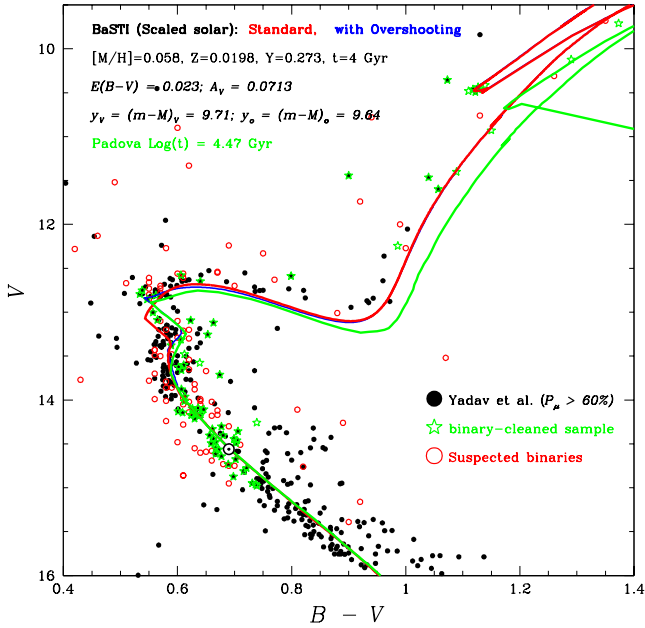 BaSTI (Scaled solar): Standard, with Overshooting
[M/H]=0.058, Z=0.0198, Y=0.273, t=4 Gyr
E(B-V) = 0.023; A_V = 0.0713
y_V = (m-M)_V = 9.71; y_o = (m-M)_o = 9.64
Padova Log(t) = 4.47 Gyr
10
12
14
16
V
Yadav et al. (P_μ > 60%)
binary-cleaned sample
Suspected binaries
0.4 0.6 0.8 1 1.2 1.4
B - V